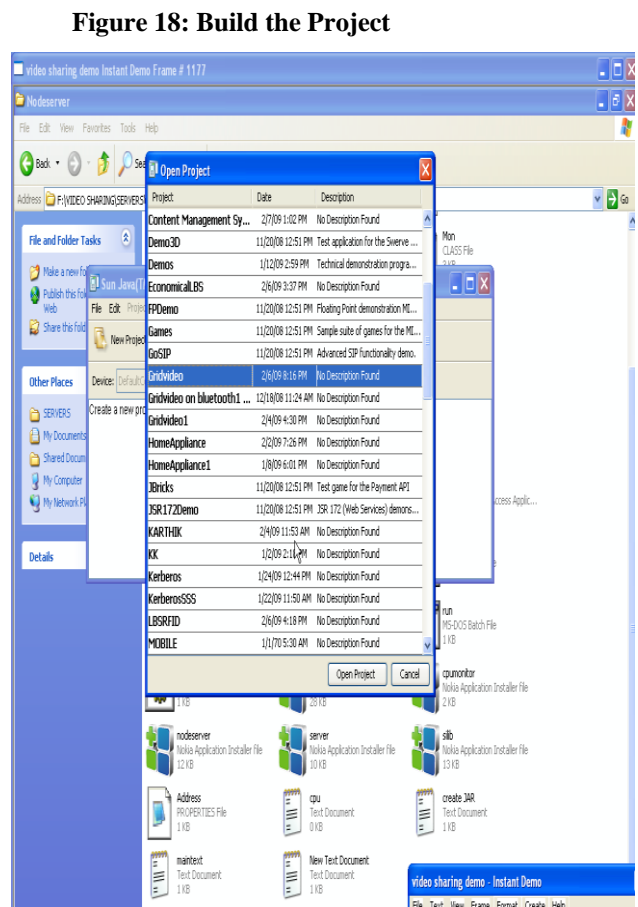 Figure 18: Build the Project
video sharing demo Instant Demo Frame # 1177
Nodeserver
File Edit View Favorites Tools Help
Back
Address F:\VIDEO SHARING\SERVERS
Go
File and Folder Tasks
Make a new fo
Publish this fol
Web
Share this fold
Other Places
SERVERS
My Documents
Shared Docum
My Computer
My Network Pl
Details
Sun Java(T
File Edit Projec
New Project
Device: DefaultC
Create a new pro
Open Project
Project Date Description
Content Management Sy... 2/7/09 1:02 PM No Description Found
Demo3D 11/20/08 12:51 PM Test application for the Swerve ...
Demos 1/12/09 2:59 PM Technical demonstration progra...
EconomicalLBS 2/6/09 3:37 PM No Description Found
FPDemo 11/20/08 12:51 PM Floating Point demonstration MI...
Games 11/20/08 12:51 PM Sample suite of games for the MI...
GoSIP 11/20/08 12:51 PM Advanced SIP functionality demo.
Gridvideo 2/6/09 8:16 PM No Description Found
Gridvideo on bluetooth1 ... 12/18/08 11:24 AM No Description Found
Gridvideo1 2/4/09 4:30 PM No Description Found
HomeAppliance 2/2/09 7:26 PM No Description Found
HomeAppliance1 1/8/09 6:01 PM No Description Found
JBricks 11/20/08 12:51 PM Test game for the Payment API
JSR172Demo 11/20/08 12:51 PM JSR 172 (Web Services) demons...
KARTHIK 2/4/09 11:53 AM No Description Found
KK 1/2/09 PM No Description Found
Kerberos 1/24/09 12:44 PM No Description Found
KerberosSSS 1/22/09 11:50 AM No Description Found
LBSRFID 2/6/09 4:18 PM No Description Found
MOBILE 1/1/70 5:30 AM No Description Found
Open Project Cancel
Mon
CLASS File
ccess Applic...
run
MS-DOS Batch File
1 KB
cpumonitor
Nokia Application Installer file
2 KB
1 KB
28 KB
nodeserver
Nokia Application Installer file
12 KB
server
Nokia Application Installer file
10 KB
slib
Nokia Application Installer file
13 KB
Address
PROPERTIES File
1 KB
cpu
Text Document
0 KB
create JAR
Text Document
1 KB
maintext
Text Document
1 KB
New Text Document
Text Document
1 KB
video sharing demo - Instant Demo
File Text View Frame Format Create Help